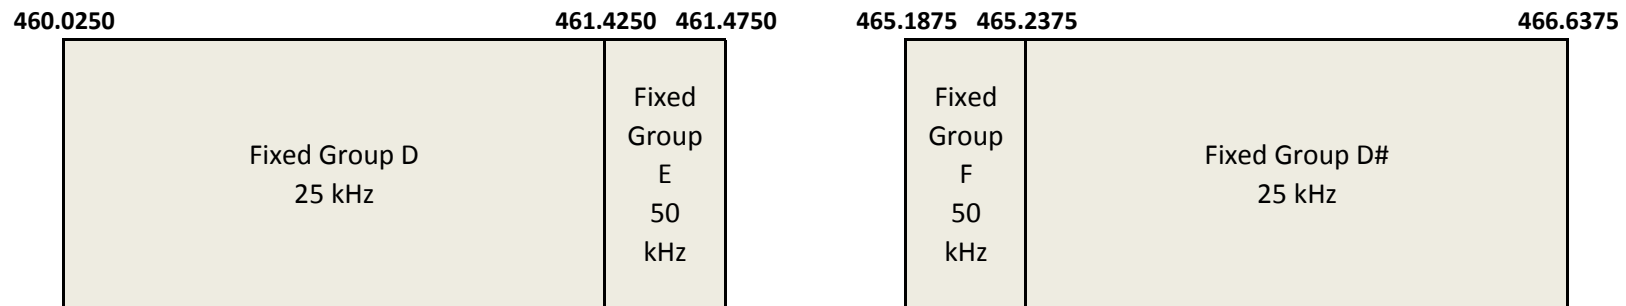 460.0250 461.4250 461.4750 465.1875 465.2375 466.6375
Fixed Group D
25 kHz
Fixed
Group
E
50
kHz
Fixed
Group
F
50
kHz
Fixed Group D#
25 kHz